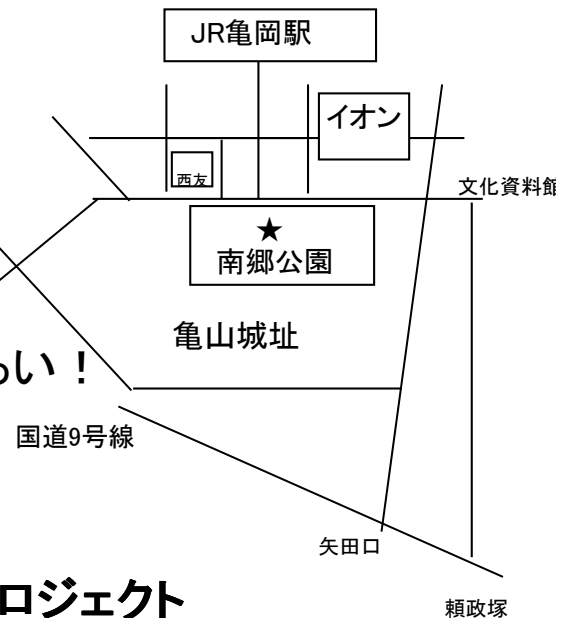 JR亀岡駅
イオン
西友
文化資料館
★
南郷公園
亀山城址
い！
国道9号線
矢田口
ロジェクト
頼政塚